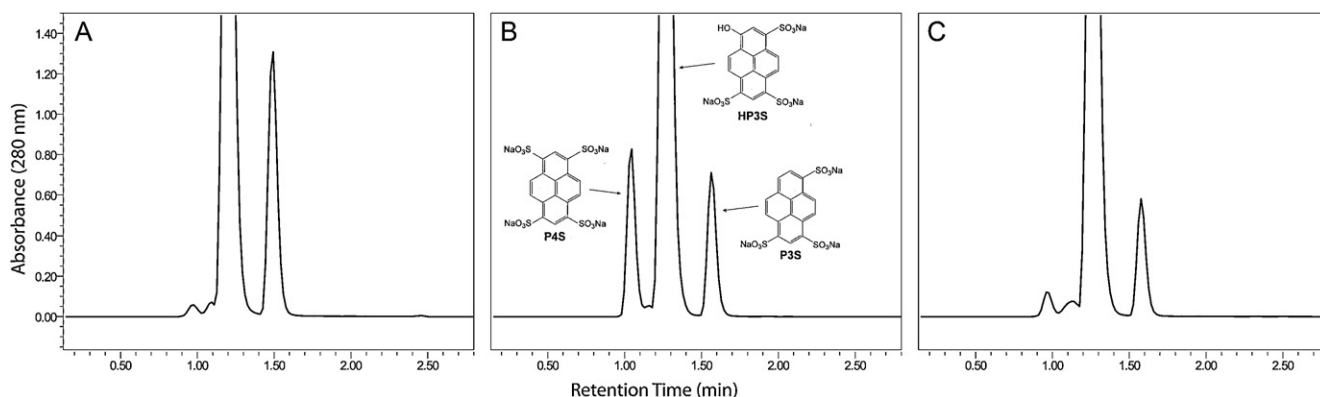 A
B
C
Absorbance (280 nm)
1.40
1.20
1.00
0.80
0.60
0.40
0.20
0.00
HO
SO₃Na
NaO₃S
SO₃Na
HP3S
NaO₃S
SO₃Na
NaO₃S
SO₃Na
P4S
SO₃Na
NaO₃S
SO₃Na
P3S
0.50 1.00 1.50 2.00 2.50
0.50 1.00 1.50 2.00 2.50
0.50 1.00 1.50 2.00 2.50
Retention Time (min)